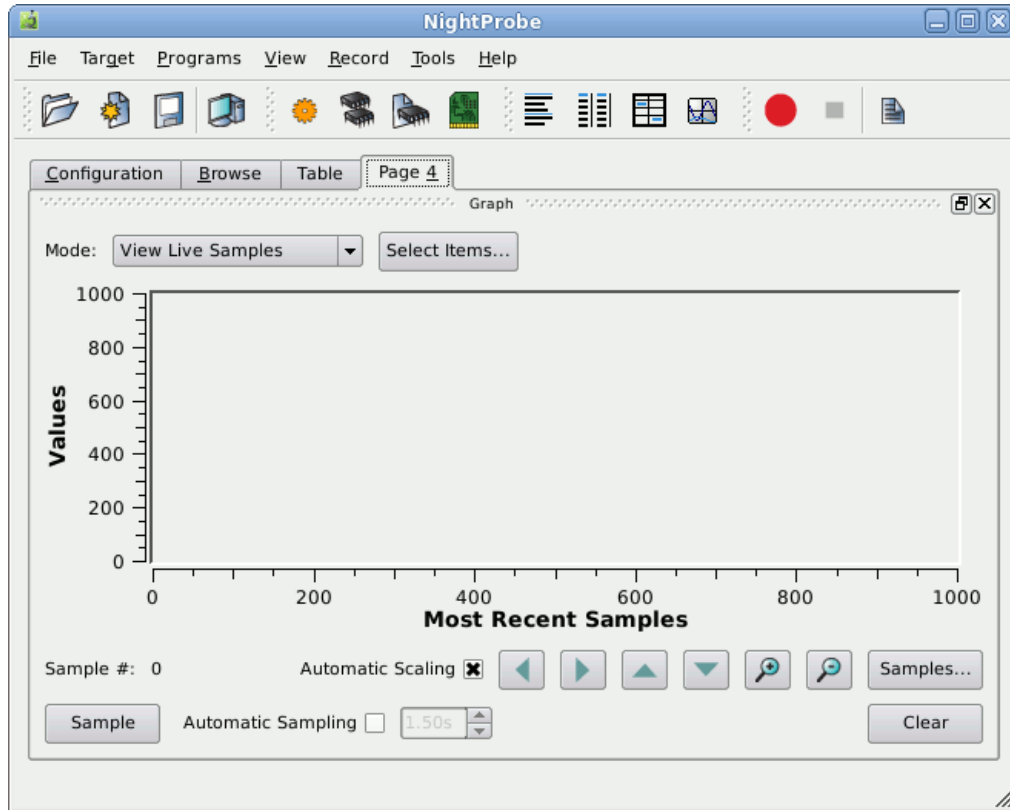 NightProbe
File Target Programs View Record Tools Help
Configuration Browse Table Page 4
Graph
Mode: View Live Samples Select Items...
1000
800
600
400
200
0
Values
0 200 400 600 800 1000
Most Recent Samples
Sample #: 0 Automatic Scaling Samples...
Sample Automatic Sampling 1.50s Clear